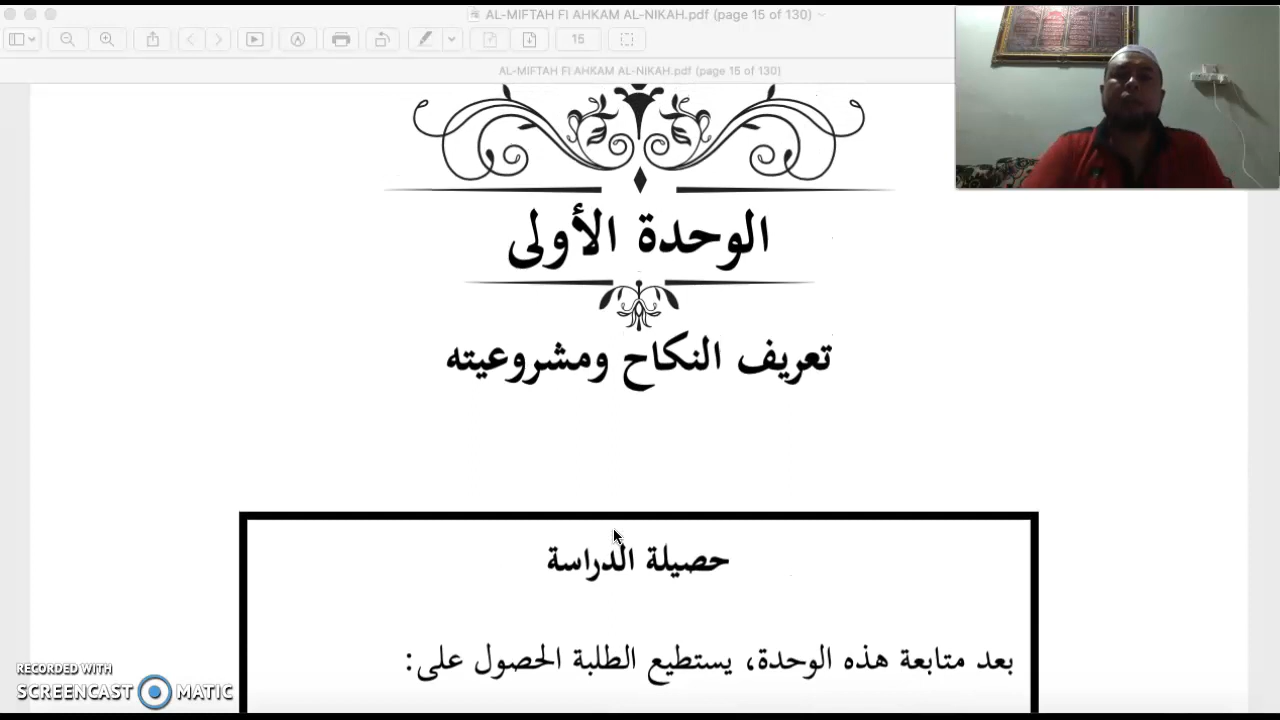 AL-MIFTAH FI AHKAM AL-NIKAH.pdf (page 15 of 130)
15
AL-MIFTAH FI AHKAM AL-NIKAH.pdf (page 15 of 130)
الوحدة الأولى
تعريف النكاح ومشروعيته
حصيلة الدراسة
بعد متابعة هذه الوحدة، يستطيع الطلبة الحصول على:
RECORDED WITH
SCREENCAST MATIC